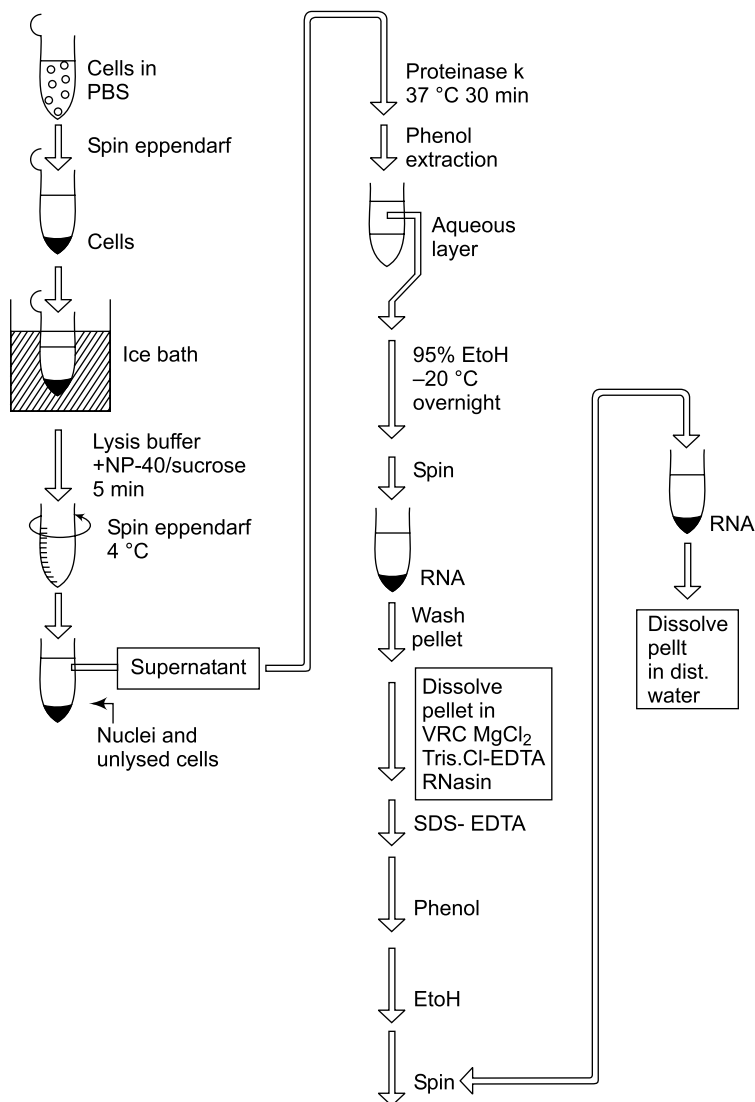 Cells in
PBS
Spin eppendarf
Cells
Ice bath
Lysis buffer
+NP-40/sucrose
5 min
Spin eppendarf
4 °C
Supernatant
Nuclei and
unlysed cells
Proteinase k
37 °C 30 min
Phenol
extraction
Aqueous
layer
95% EtoH
–20 °C
overnight
Spin
RNA
Wash
pellet
Dissolve
pellet in
VRC MgCl₂
Tris.Cl-EDTA
RNasin
SDS- EDTA
Phenol
EtoH
Spin
RNA
Dissolve
pellt
in dist.
water